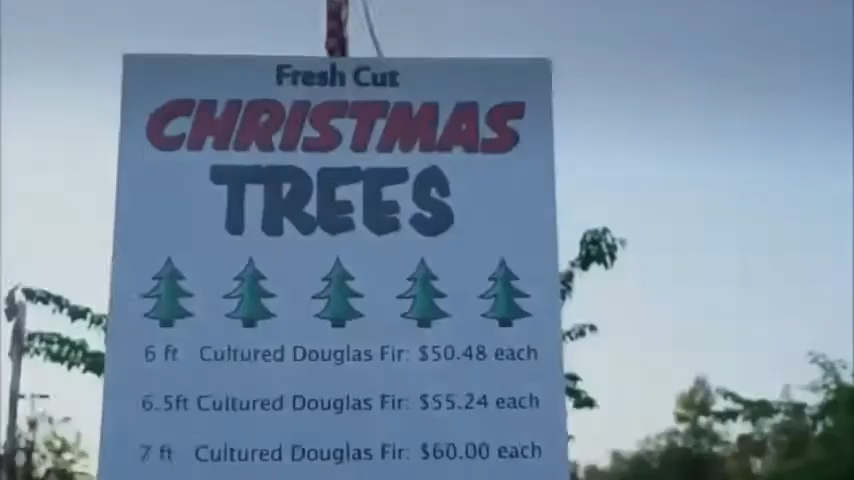 Fresh Cut
CHRISTMAS
TREES
6 ft Cultured Douglas Fir: $50.48 each
6.5ft Cultured Douglas Fir: $55.24 each
7 ft Cultured Douglas Fir: $60.00 each